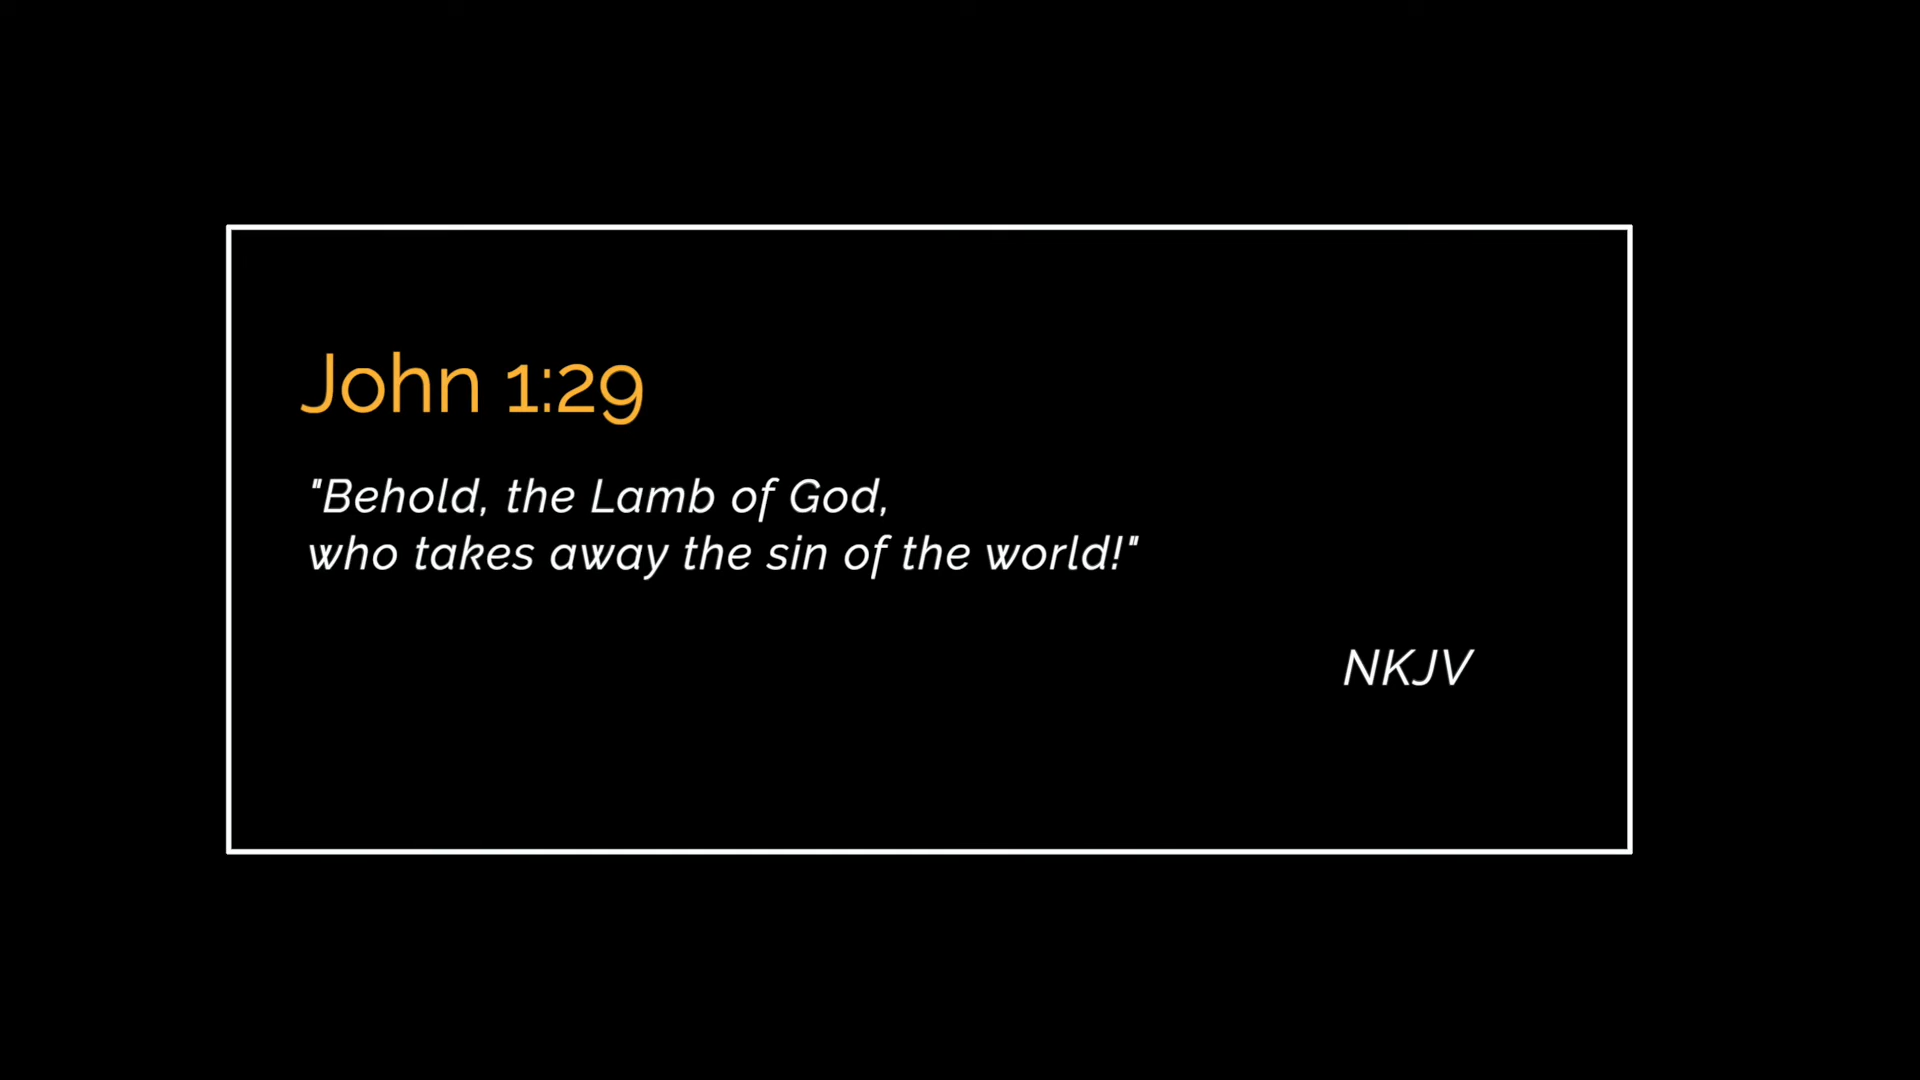 John 1:29
"Behold, the Lamb of God,
who takes away the sin of the world!"
NKJV